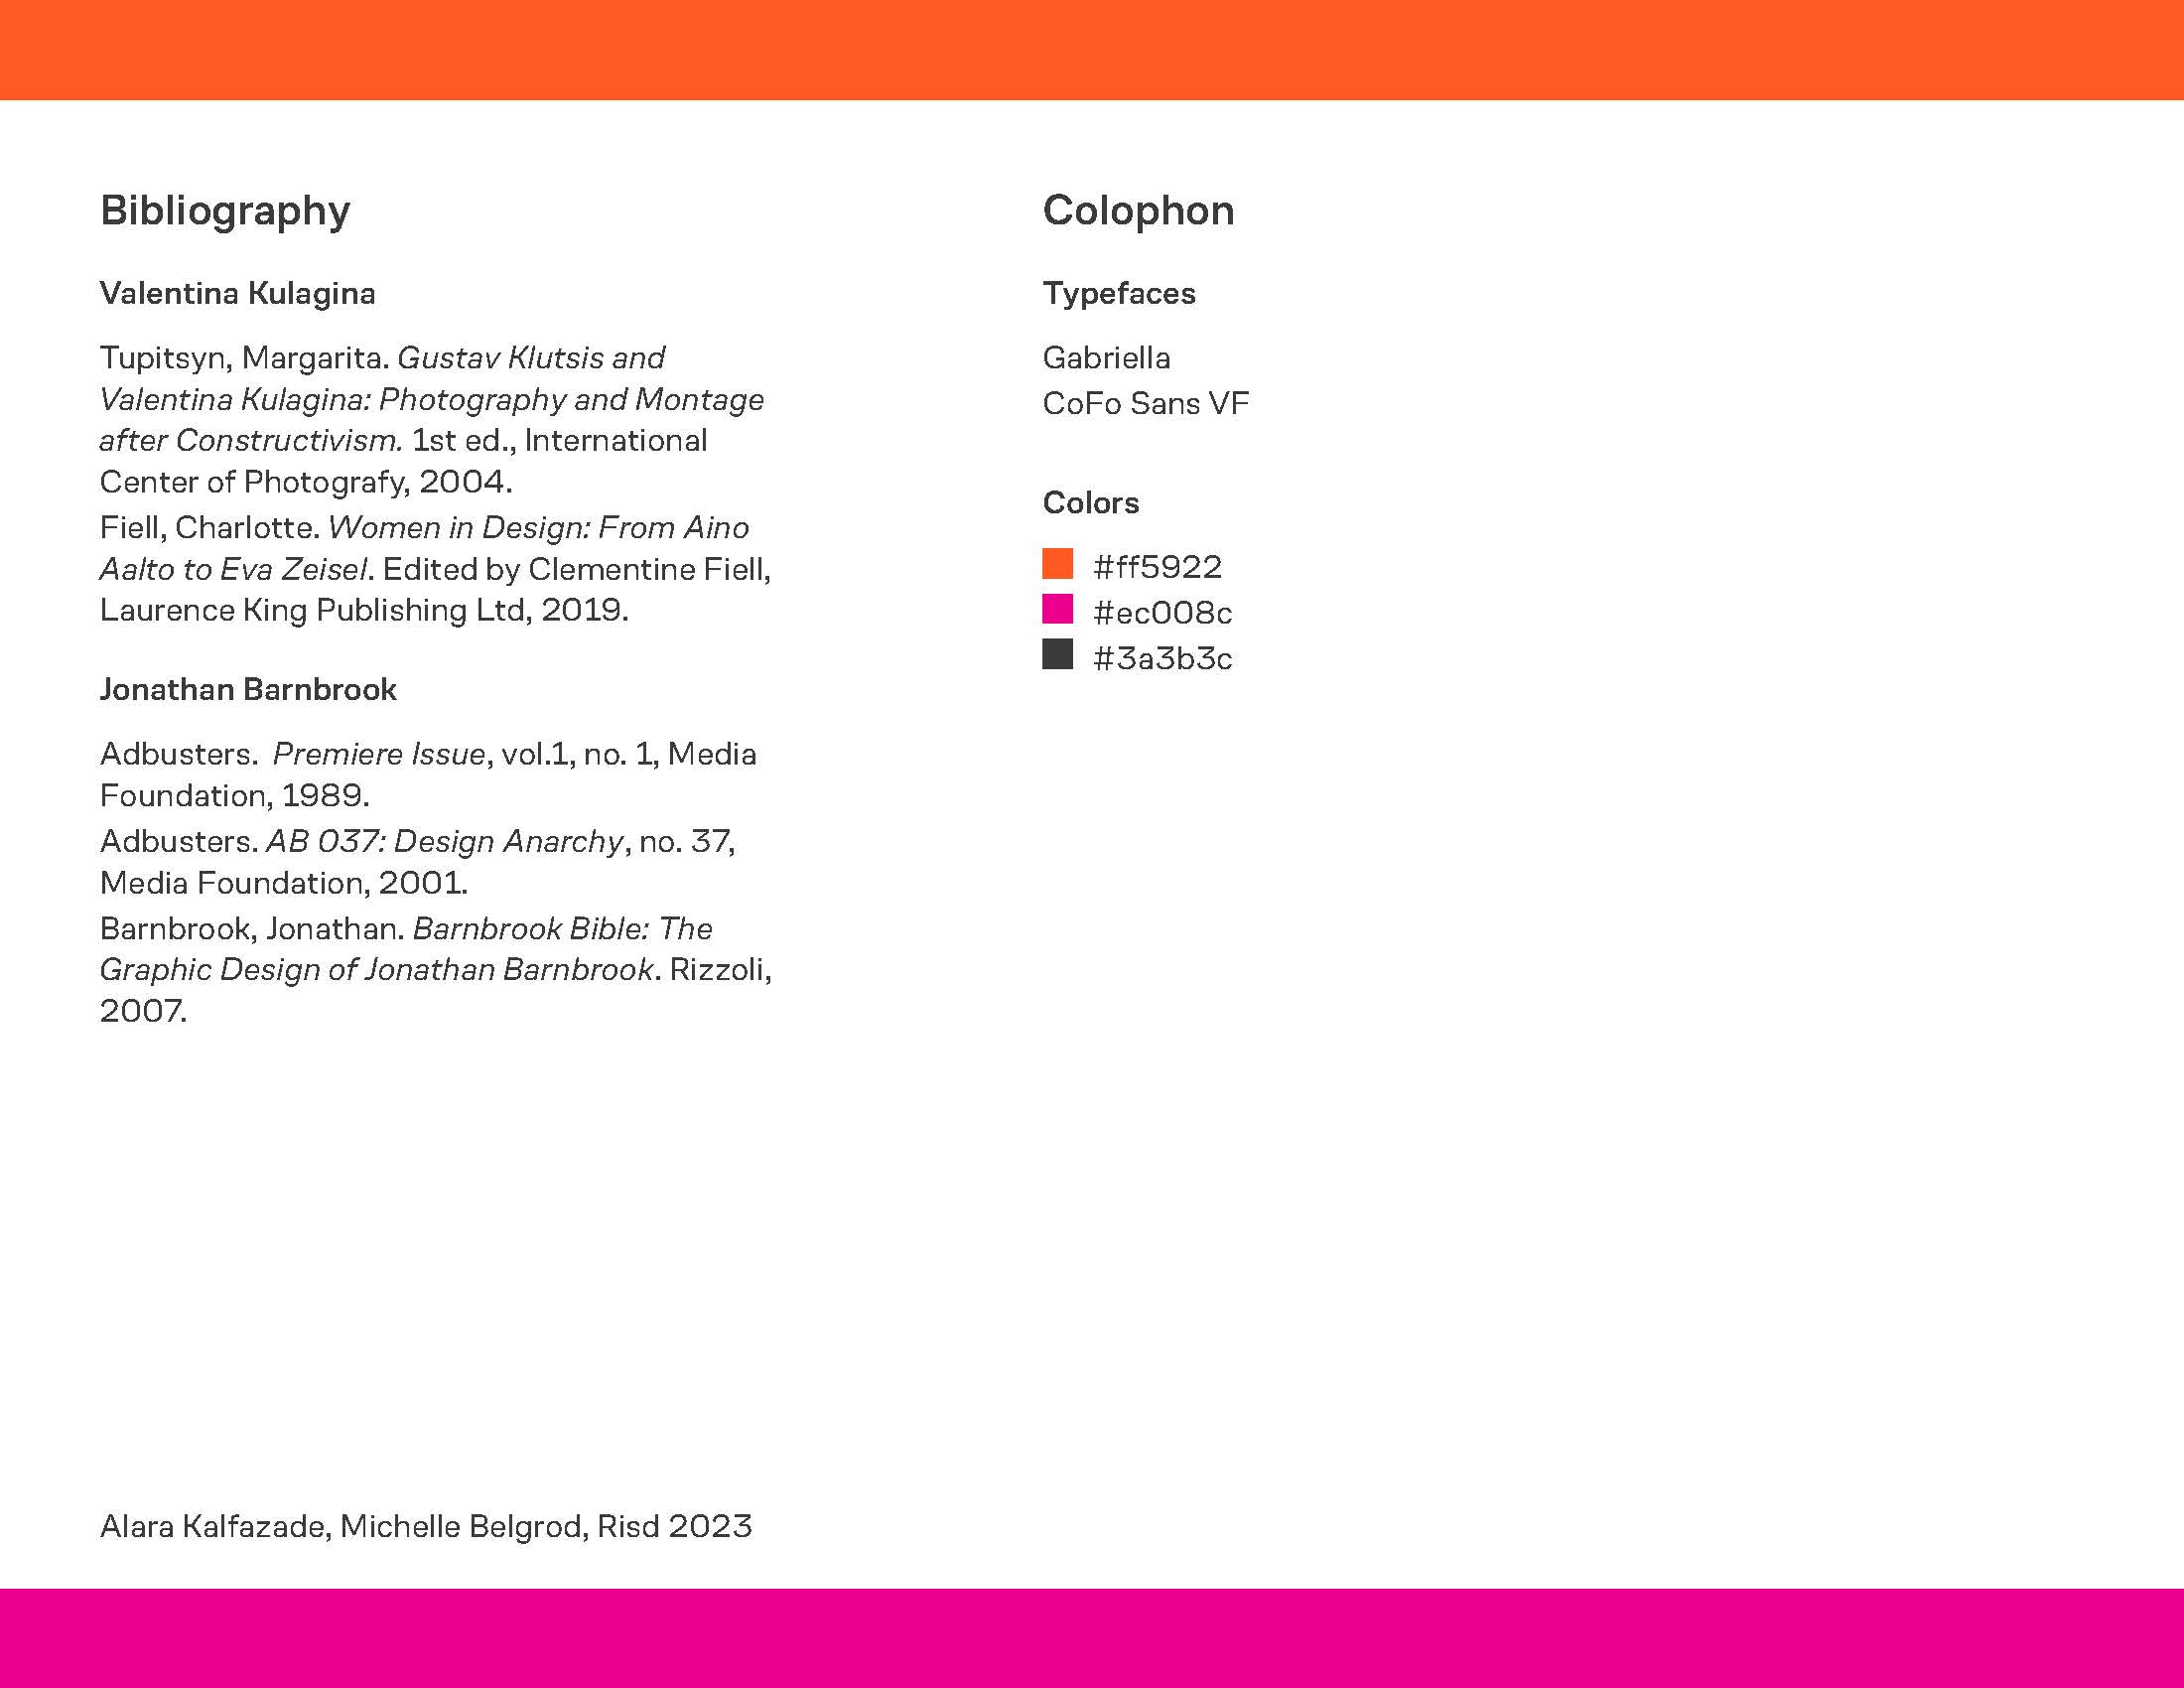 Bibliography
Valentina Kulagina
Tupitsyn, Margarita. Gustav Klutsis and
Valentina Kulagina: Photography and Montage
after Constructivism. 1st ed., International
Center of Photografy, 2004.
Fiell, Charlotte. Women in Design: From Aino
Aalto to Eva Zeisel. Edited by Clementine Fiell,
Laurence King Publishing Ltd, 2019.
Jonathan Barnbrook
Adbusters.  Premiere Issue, vol.1, no. 1, Media
Foundation, 1989.
Adbusters. AB 037: Design Anarchy, no. 37,
Media Foundation, 2001.
Barnbrook, Jonathan. Barnbrook Bible: The
Graphic Design of Jonathan Barnbrook. Rizzoli,
2007.
Colophon
Typefaces
Gabriella
CoFo Sans VF
Colors
#ff5922
#ec008c
#3a3b3c
Alara Kalfazade, Michelle Belgrod, Risd 2023